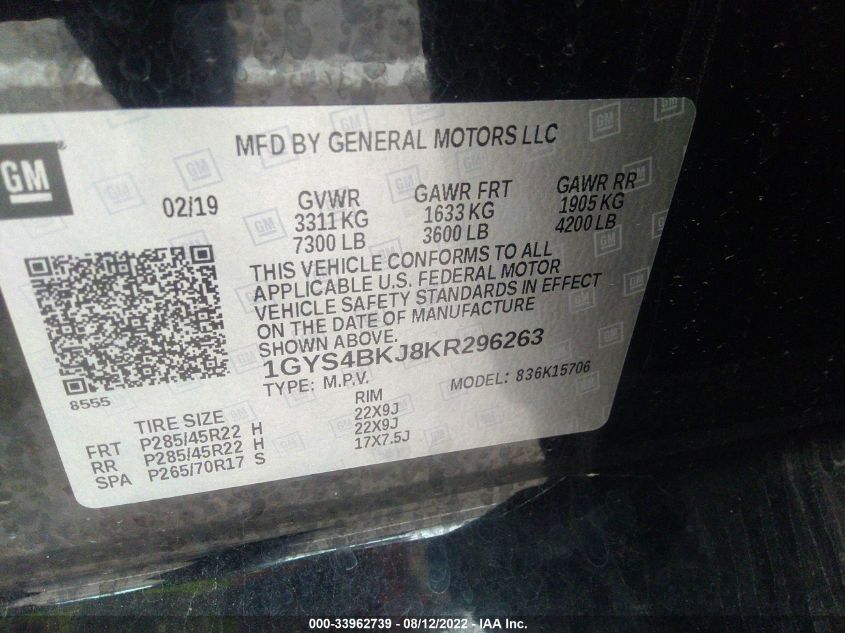 MFD BY GENERAL MOTORS LLC
GM
02/19
GVWR
3311 KG
7300 LB
GAWR FRT
1633 KG
3600 LB
GAWR RR
1905 KG
4200 LB
THIS VEHICLE CONFORMS TO ALL
APPLICABLE U.S. FEDERAL MOTOR
VEHICLE SAFETY STANDARDS IN EFFECT
ON THE DATE OF MANUFACTURE
SHOWN ABOVE.
1GYS4BKJ8KR296263
TYPE: M.P.V. MODEL: 836K15706
8555
TIRE SIZE RIM
FRT P285/45R22 H 22X9J
RR P285/45R22 H 22X9J
SPA P265/70R17 S 17X7.5J
000-33962739 - 08/12/2022 - IAA Inc.